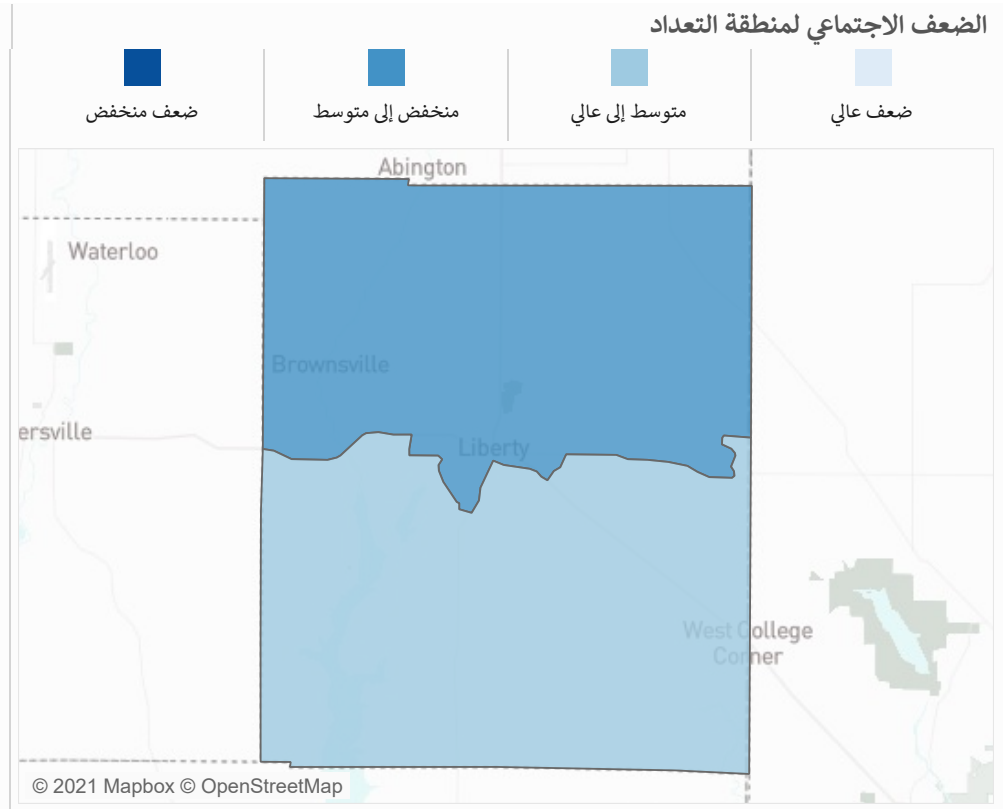 الضعف الاجتماعي لمنطقة التعداد
ضعف عالي
متوسط إلى عالي
منخفض إلى متوسط
ضعف منخفض
Abington
Waterloo
Brownsville
ersville
Liberty
West College
Corner
© 2021 Mapbox © OpenStreetMap